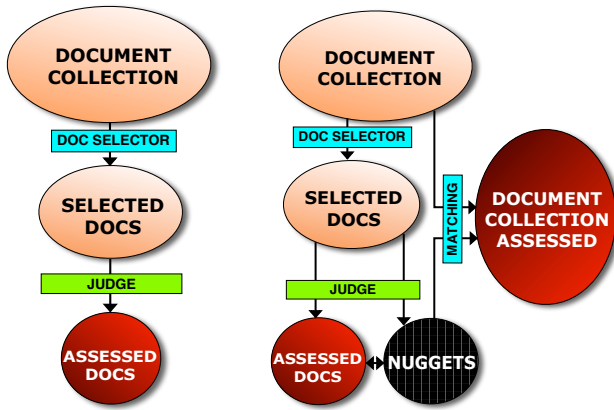 DOCUMENT
COLLECTION
DOC SELECTOR
SELECTED
DOCS
JUDGE
ASSESSED
DOCS
DOCUMENT
COLLECTION
DOC SELECTOR
SELECTED
DOCS
JUDGE
ASSESSED
DOCS
NUGGETS
MATCHING
DOCUMENT
COLLECTION
ASSESSED